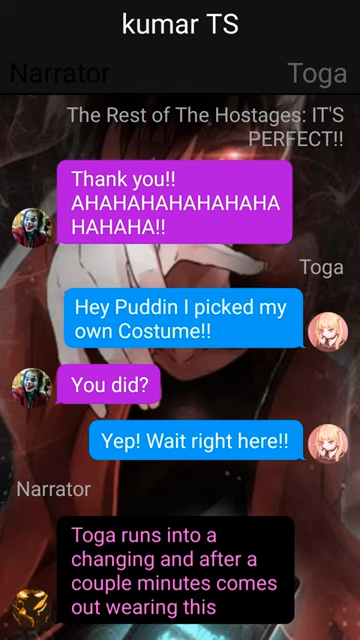 kumar TS
Narrator
Toga
The Rest of The Hostages: IT'S
PERFECT!!
Thank you!!
AHAHAHAHAHAHAHA
HAHAHA!!
Toga
Hey Puddin I picked my
own Costume!!
You did?
Yep! Wait right here!!
Narrator
Toga runs into a
changing and after a
couple minutes comes
out wearing this